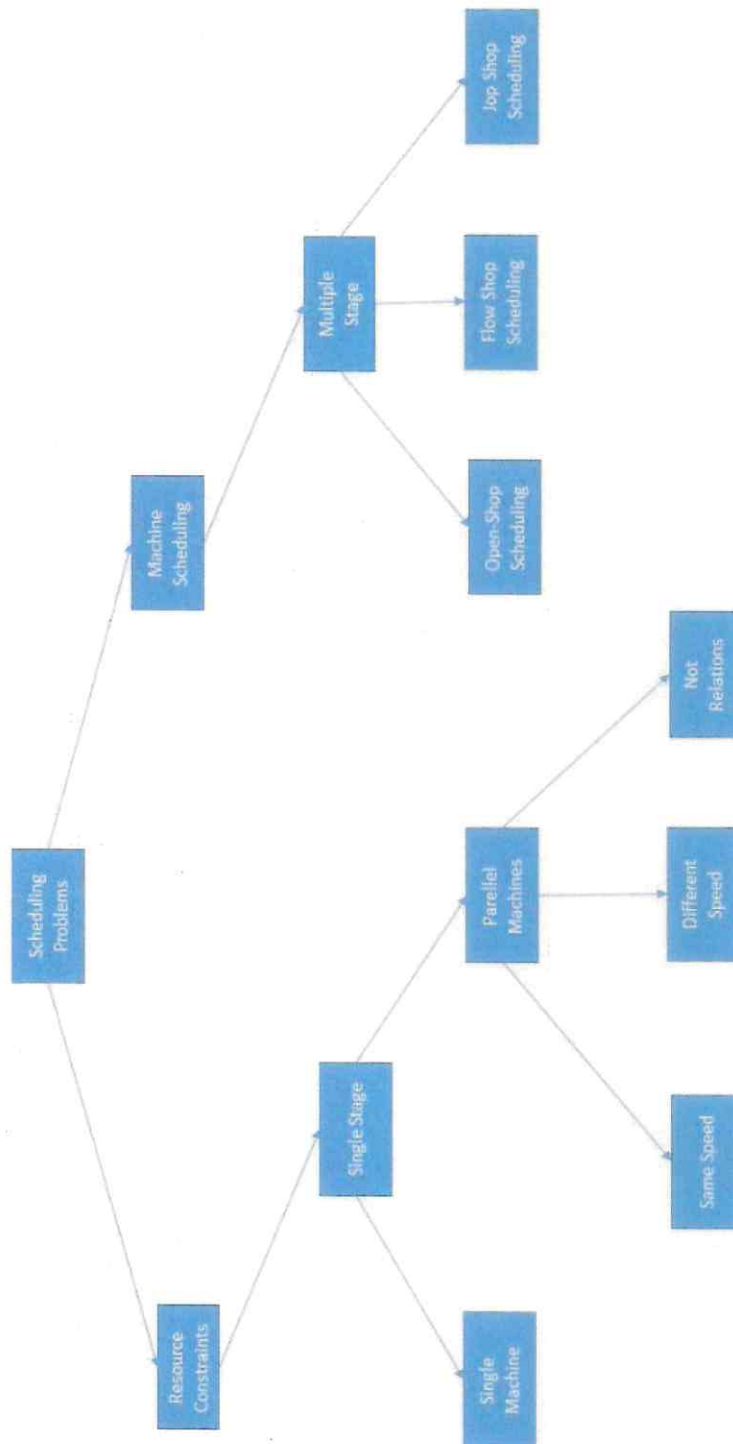 Scheduling
Problems
Resource
Constraints
Machine
Scheduling
Single Stage
Multiple
Stage
Single
Machine
Parellel
Machines
Open-Shop
Scheduling
Flow Shop
Scheduling
Jop Shop
Scheduling
Same Speed
Different
Speed
Not
Relations